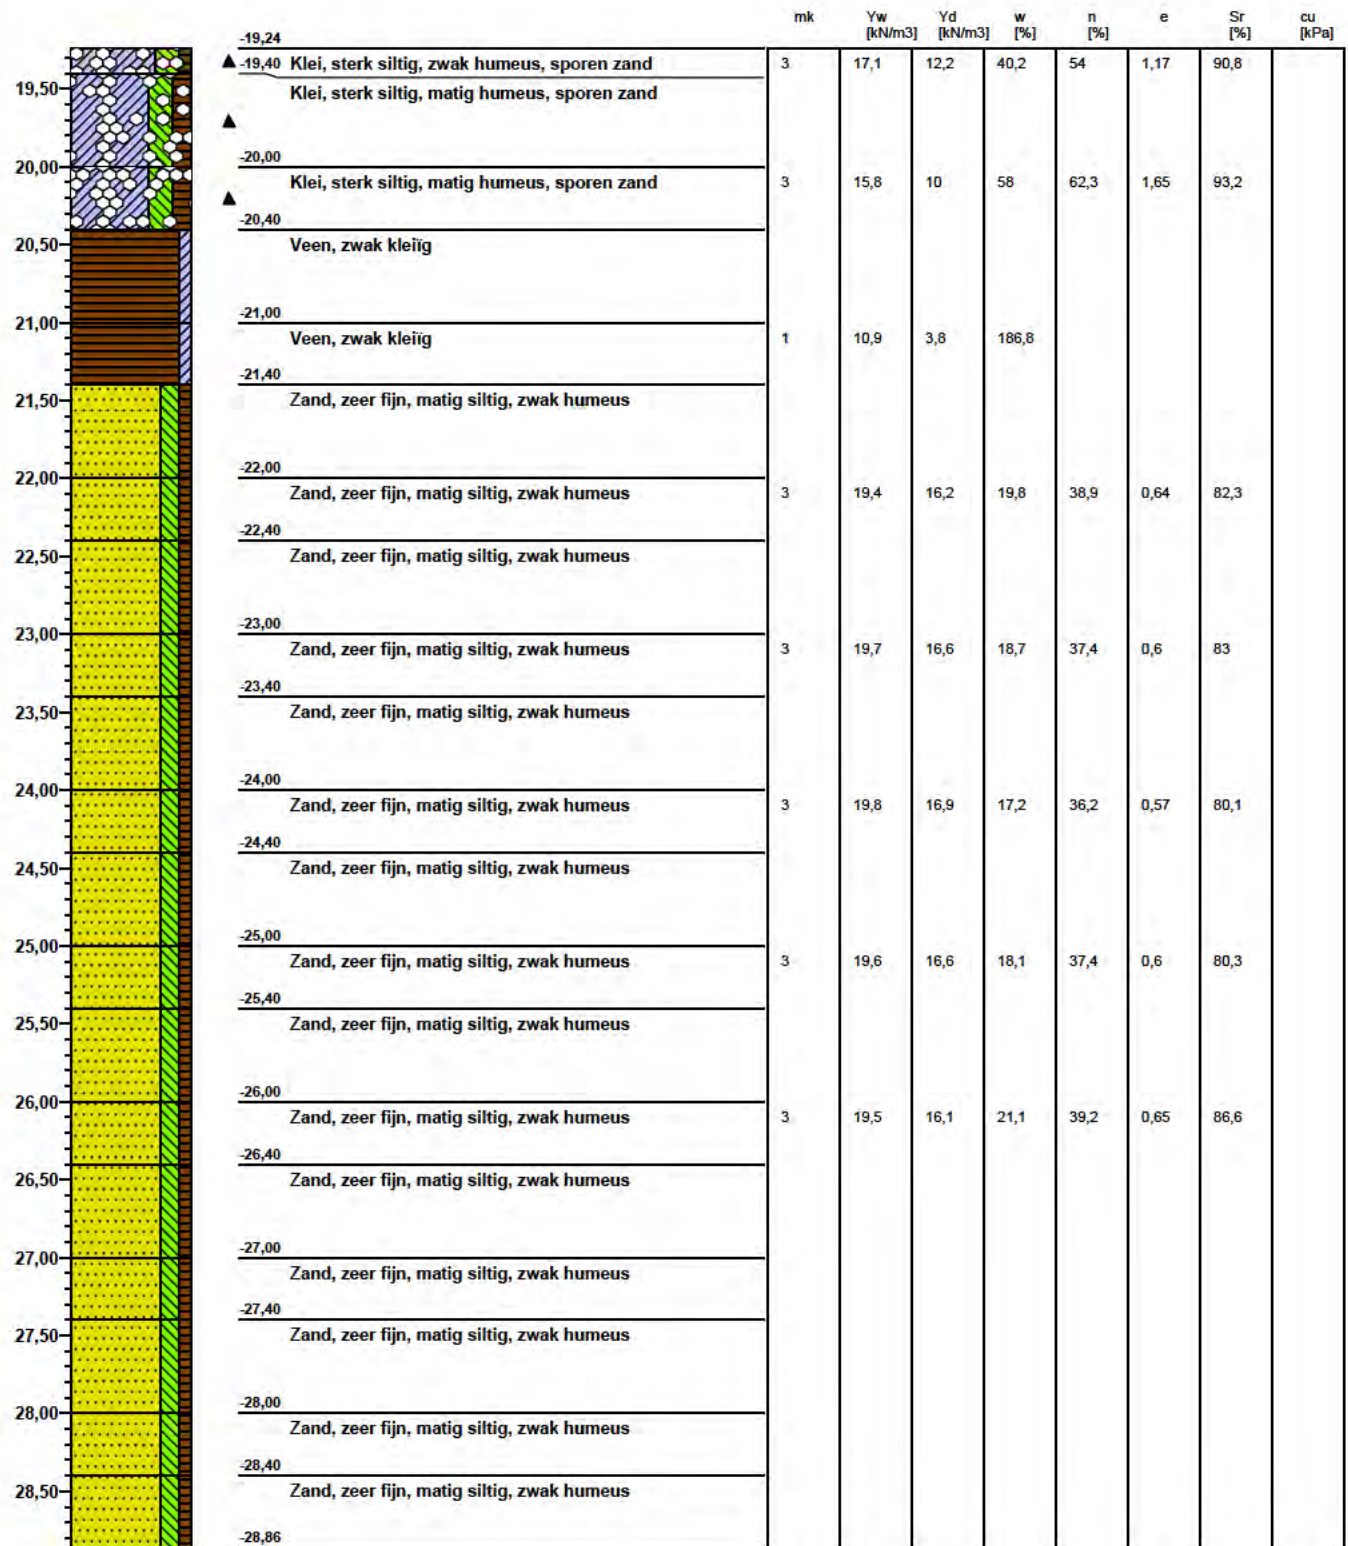 mk Yw Yd w n e Sr cu
[kN/m3] [kN/m3] [%] [%] [%] [kPa]
-19,24
-19,40 Klei, sterk siltig, zwak humeus, sporen zand 3 17,1 12,2 40,2 54 1,17 90,8
19,50 Klei, sterk siltig, matig humeus, sporen zand
-20,00
20,00
Klei, sterk siltig, matig humeus, sporen zand 3 15,8 10 58 62,3 1,65 93,2
-20,40
20,50 Veen, zwak kleiïg
-21,00
21,00
Veen, zwak kleiïg 1 10,9 3,8 186,8
-21,40
21,50 Zand, zeer fijn, matig siltig, zwak humeus
-22,00
22,00
Zand, zeer fijn, matig siltig, zwak humeus 3 19,4 16,2 19,8 38,9 0,64 82,3
-22,40
22,50 Zand, zeer fijn, matig siltig, zwak humeus
-23,00
23,00
Zand, zeer fijn, matig siltig, zwak humeus 3 19,7 16,6 18,7 37,4 0,6 83
-23,40
23,50 Zand, zeer fijn, matig siltig, zwak humeus
-24,00
24,00
Zand, zeer fijn, matig siltig, zwak humeus 3 19,8 16,9 17,2 36,2 0,57 80,1
-24,40
24,50 Zand, zeer fijn, matig siltig, zwak humeus
-25,00
25,00
Zand, zeer fijn, matig siltig, zwak humeus 3 19,6 16,6 18,1 37,4 0,6 80,3
-25,40
25,50 Zand, zeer fijn, matig siltig, zwak humeus
-26,00
26,00
Zand, zeer fijn, matig siltig, zwak humeus 3 19,5 16,1 21,1 39,2 0,65 86,6
-26,40
26,50 Zand, zeer fijn, matig siltig, zwak humeus
-27,00
27,00
Zand, zeer fijn, matig siltig, zwak humeus
-27,40
27,50 Zand, zeer fijn, matig siltig, zwak humeus
-28,00
28,00
Zand, zeer fijn, matig siltig, zwak humeus
-28,40
28,50 Zand, zeer fijn, matig siltig, zwak humeus
-28,86